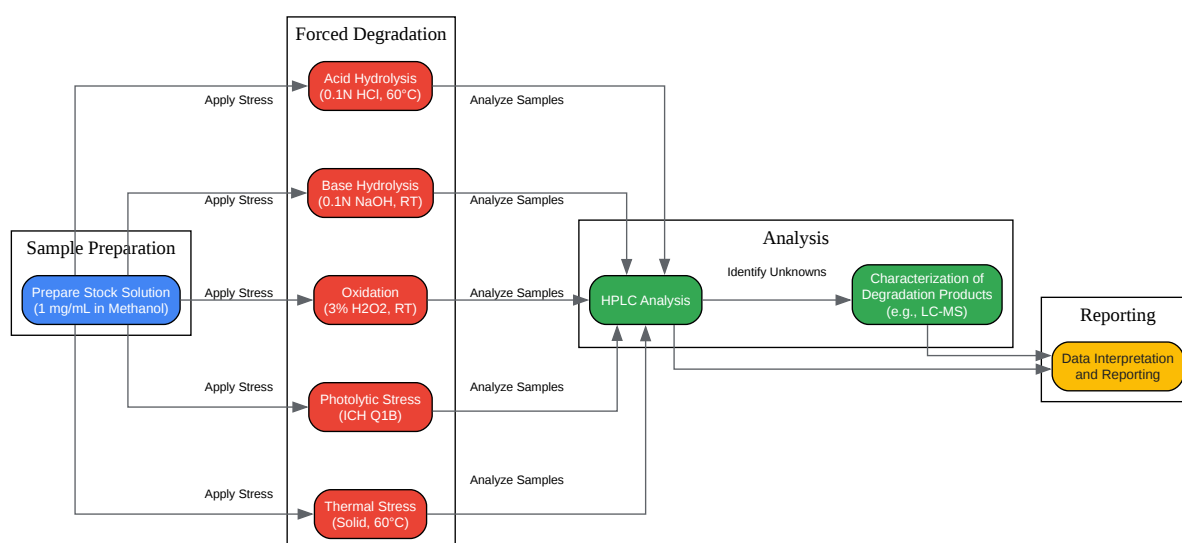 Forced Degradation
Acid Hydrolysis
(0.1N HCl, 60°C)
Apply Stress
Analyze Samples
Base Hydrolysis
(0.1N NaOH, RT)
Apply Stress
Analyze Samples
Sample Preparation
Prepare Stock Solution
(1 mg/mL in Methanol)
Apply Stress
Oxidation
(3% H2O2, RT)
Analyze Samples
Analysis
HPLC Analysis
Identify Unknowns
Characterization of
Degradation Products
(e.g., LC-MS)
Reporting
Data Interpretation
and Reporting
Apply Stress
Photolytic Stress
(ICH Q1B)
Analyze Samples
Apply Stress
Thermal Stress
(Solid, 60°C)
Analyze Samples